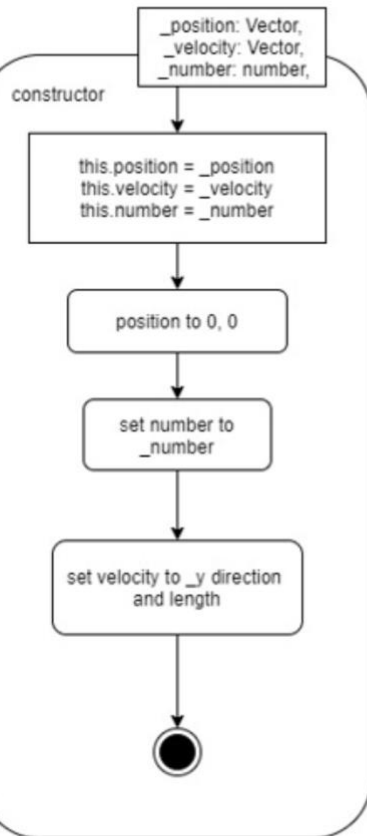 _position: Vector,
_velocity: Vector,
_number: number,
constructor
this.position = _position
this.velocity = _velocity
this.number = _number
position to 0, 0
set number to
_number
set velocity to _y direction
and length